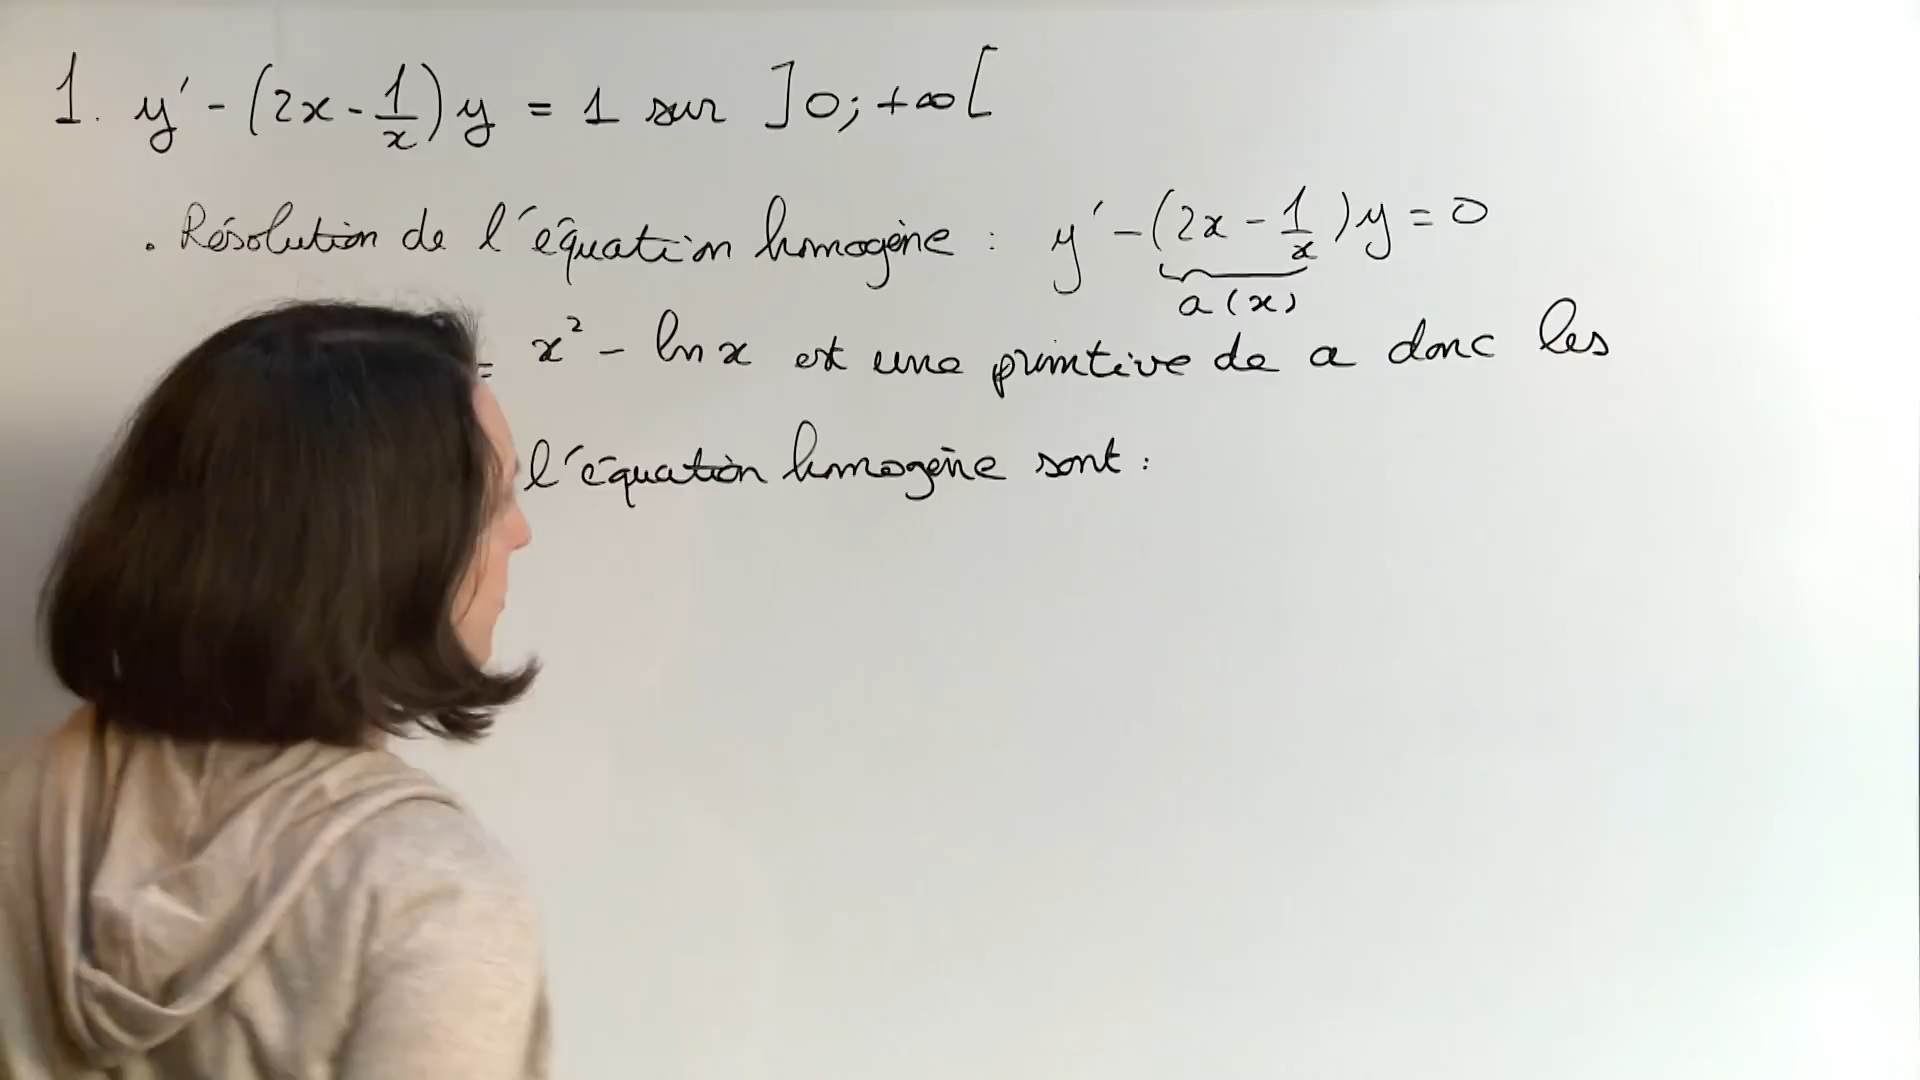 1. y' - (2x - 1/x) y = 1 sur ]0; +∞[
. Résolution de l'équation homogène : y' - (2x - 1/x) y = 0
a(x)
= x² - ln x est une primtive de a donc les
l'équation homogène sont :